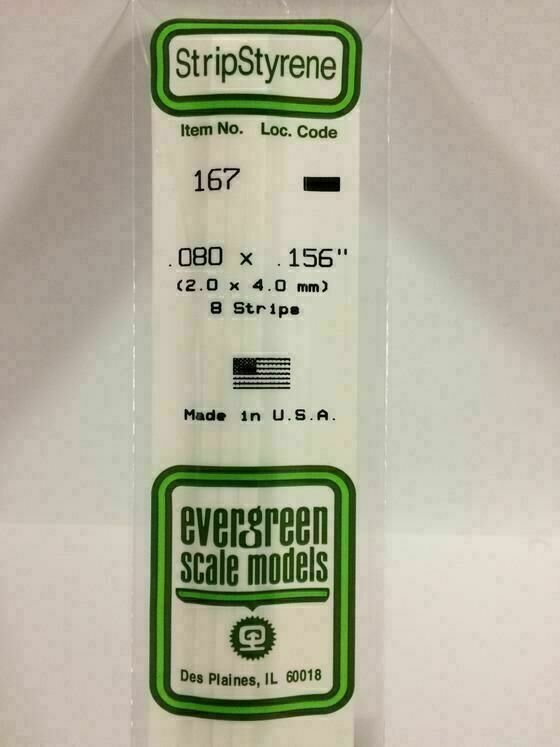 StripStyrene
Item No. Loc. Code
167
.080 x .156"
(2.0 x 4.0 mm)
8 Strips
Made in U.S.A.
evergreen
scale models
Des Plaines, IL 60018